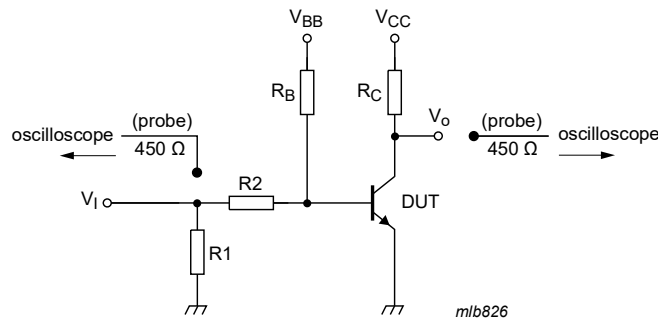 VBB
VCC
RB
RC
Vo
(probe)
450 Ω
oscilloscope
(probe)
450 Ω
oscilloscope
R2
VI
DUT
R1
mlb826